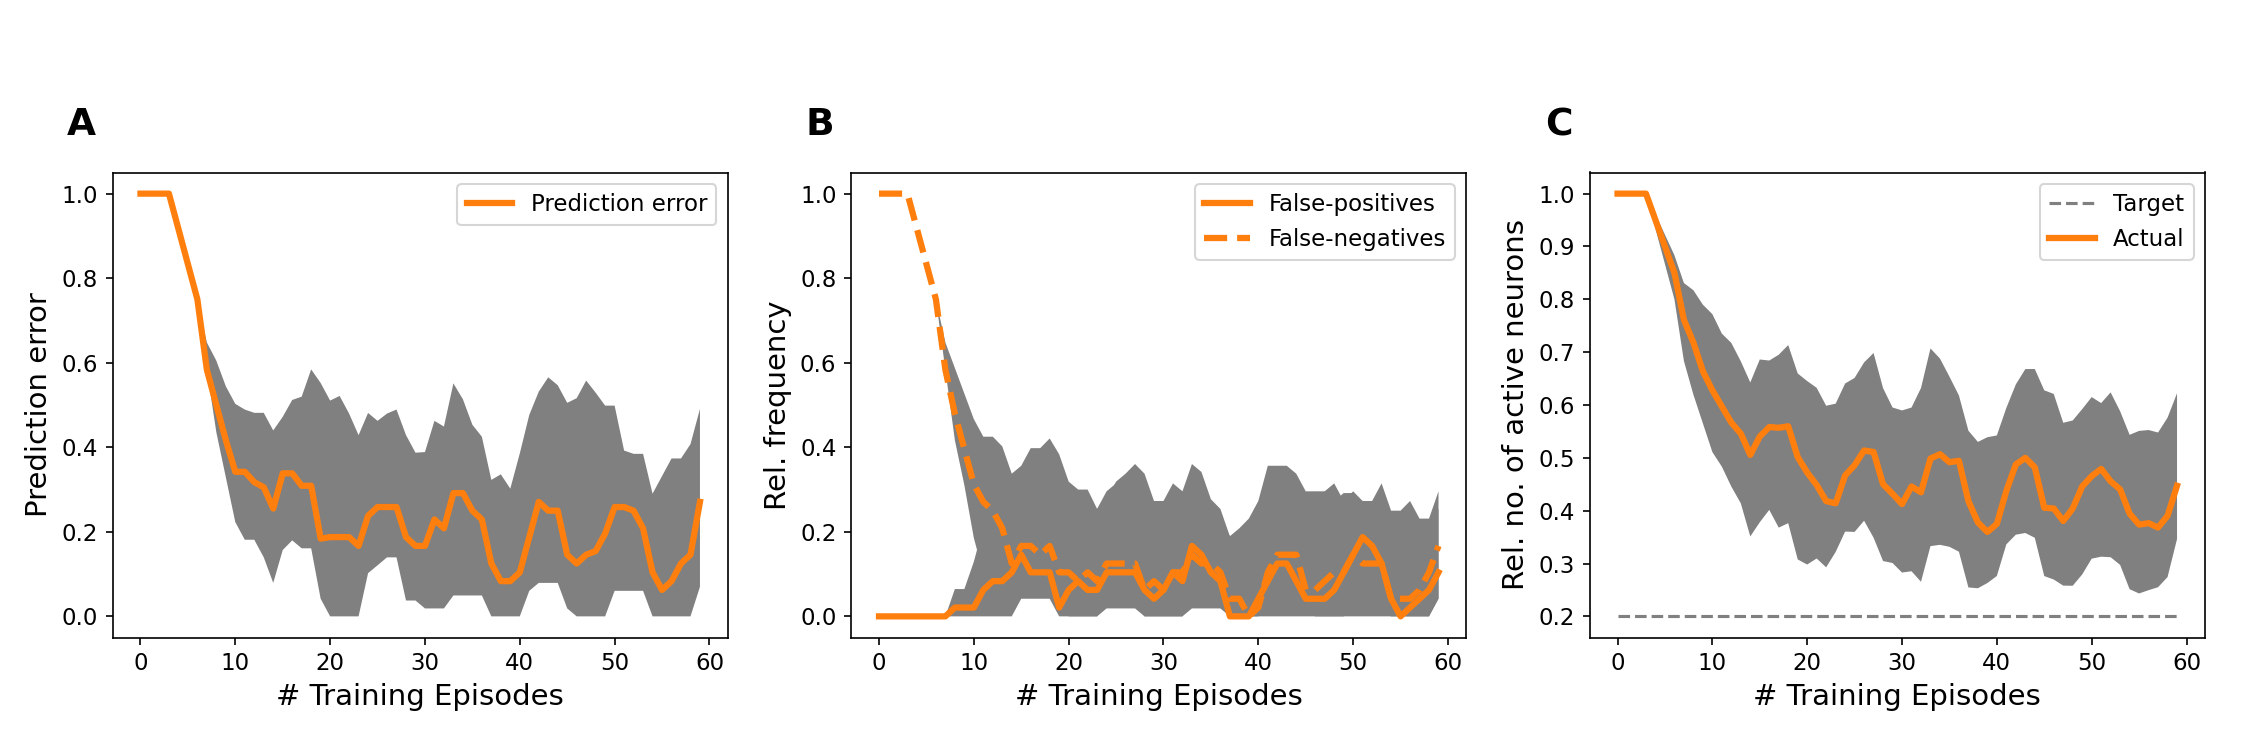 A
B
C
Prediction error
1.0
0.8
0.6
0.4
0.2
0.0
0 10 20 30 40 50 60
# Training Episodes
Prediction error
Rel. frequency
1.0
0.8
0.6
0.4
0.2
0.0
0 10 20 30 40 50 60
# Training Episodes
False-positives
False-negatives
Rel. no. of active neurons
1.0
0.9
0.8
0.7
0.6
0.5
0.4
0.3
0.2
0 10 20 30 40 50 60
# Training Episodes
Target
Actual